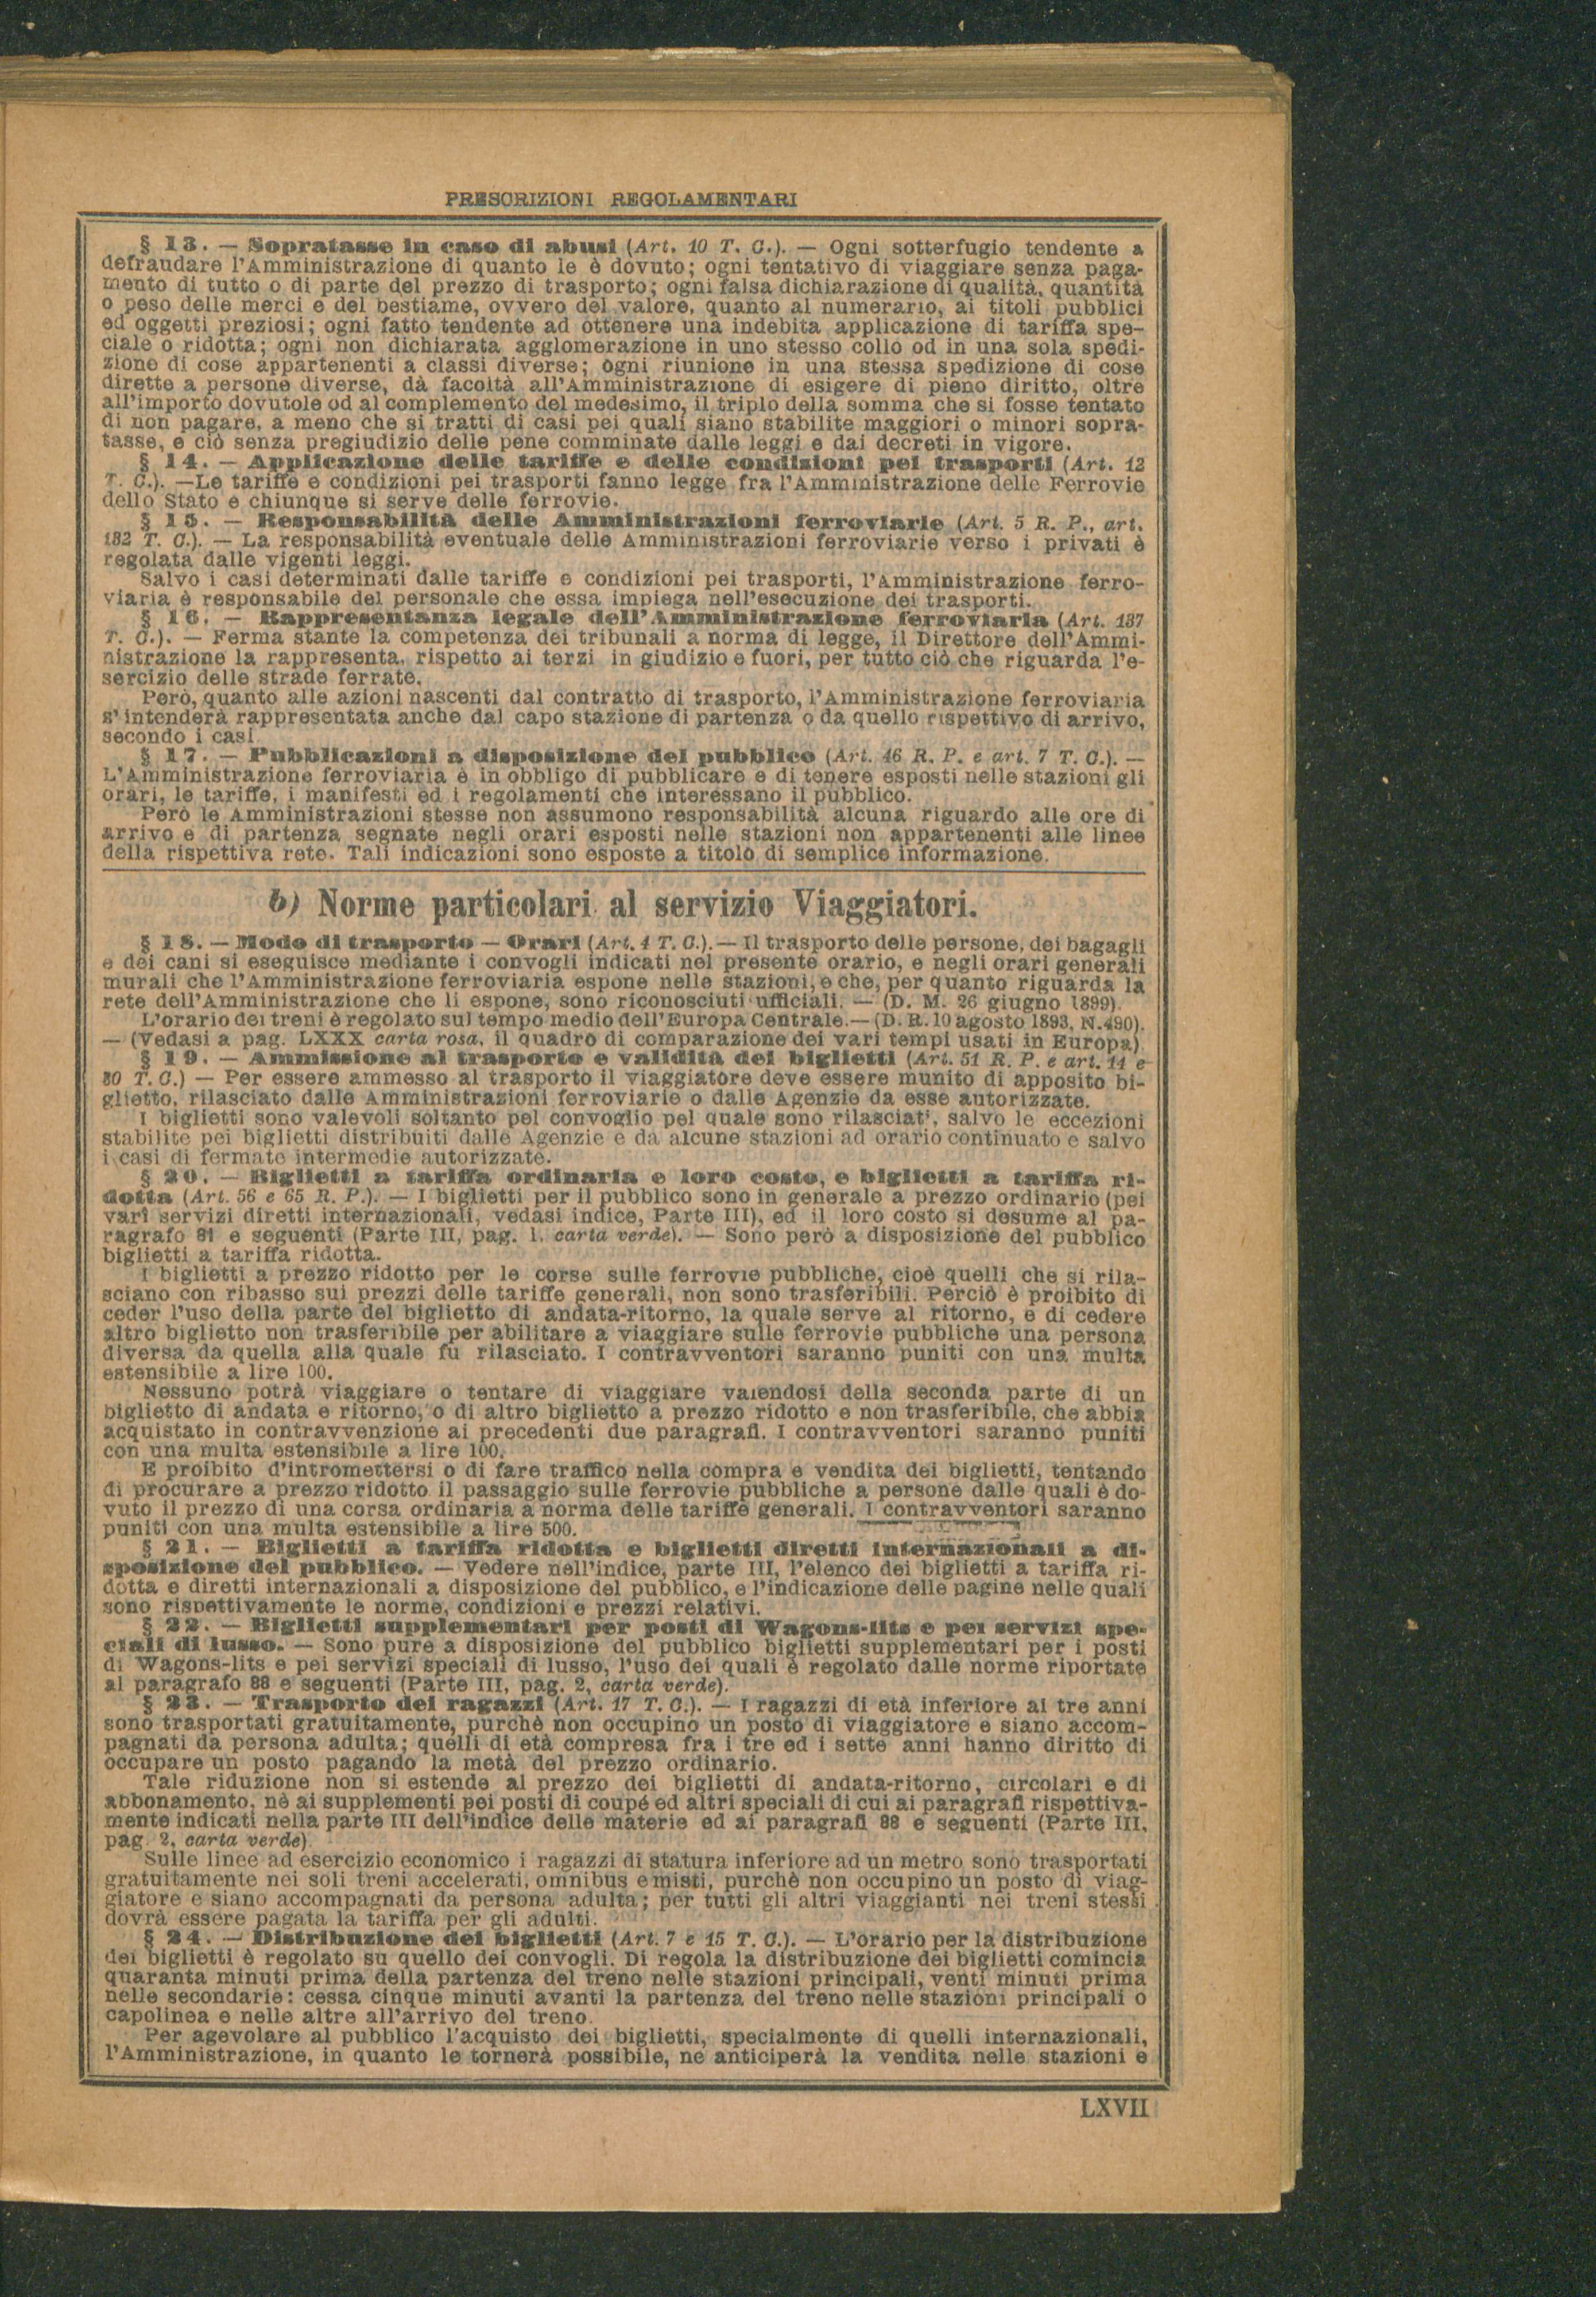 PRESCRIZIONI REGOLAMENTARI
§ 13. — Sopratasse in caso di abusi (Art. 10 T. C.). — Ogni sotterfugio tendente a
defraudare l'Amministrazione di quanto le è dovuto; ogni tentativo di viaggiare senza paga-
mento di tutto o di parte del prezzo di trasporto; ogni falsa dichiarazione di qualità, quantità
o peso delle merci e del bestiame, ovvero del valore, quanto al numerario, ai titoli pubblici
ed oggetti preziosi; ogni fatto tendente ad ottenere una indebita applicazione di tariffa spe-
ciale o ridotta; ogni non dichiarata agglomerazione in uno stesso collo od in una sola spedi-
zione di cose appartenenti a classi diverse; ogni riunione in una stessa spedizione di cose
dirette a persone diverse, dà facoltà all'Amministrazione di esigere di pieno diritto, oltre
all'importo dovutole od al complemento del medesimo, il triplo della somma che si fosse tentato
di non pagare, a meno che si tratti di casi pei quali siano stabilite maggiori o minori sopra-
tasse, e ciò senza pregiudizio delle pene comminate dalle leggi e dai decreti in vigore.
§ 14. — Applicazione delle tariffe e delle condizioni pei trasporti (Art. 12
T. C.). —Le tariffe e condizioni pei trasporti fanno legge fra l'Amministrazione delle Ferrovie
dello Stato e chiunque si serve delle ferrovie.
§ 15. — Responsabilità delle Amministrazioni ferroviarie (Art. 5 R. P., art.
132 T. C.). — La responsabilità eventuale delle Amministrazioni ferroviarie verso i privati è
regolata dalle vigenti leggi.
Salvo i casi determinati dalle tariffe e condizioni pei trasporti, l'Amministrazione ferro-
viaria è responsabile del personale che essa impiega nell'esecuzione dei trasporti.
§ 16. — Rappresentanza legale dell'Amministrazione ferroviaria (Art. 137
T. C.). — Ferma stante la competenza dei tribunali a norma di legge, il Direttore dell'Ammi-
nistrazione la rappresenta, rispetto ai terzi in giudizio e fuori, per tutto ciò che riguarda l'e-
sercizio delle strade ferrate.
Però, quanto alle azioni nascenti dal contratto di trasporto, l'Amministrazione ferroviaria
s'intenderà rappresentata anche dal capo stazione di partenza o da quello rispettivo di arrivo,
secondo i casi.
§ 17. — Pubblicazioni a disposizione del pubblico (Art. 46 R. P. e art. 7 T. C.). —
L'Amministrazione ferroviaria è in obbligo di pubblicare e di tenere esposti nelle stazioni gli
orari, le tariffe, i manifesti ed i regolamenti che interessano il pubblico.
Però le Amministrazioni stesse non assumono responsabilità alcuna riguardo alle ore di
arrivo e di partenza segnate negli orari esposti nelle stazioni non appartenenti alle linee
della rispettiva rete. Tali indicazioni sono esposte a titolo di semplice informazione.
b) Norme particolari al servizio Viaggiatori.
§ 18. — Modo di trasporto — Orari (Art. 4 T. C.). — Il trasporto delle persone, dei bagagli
e dei cani si eseguisce mediante i convogli indicati nel presente orario, e negli orari generali
murali che l'Amministrazione ferroviaria espone nelle stazioni, e che, per quanto riguarda la
rete dell'Amministrazione che li espone, sono riconosciuti ufficiali. — (D. M. 26 giugno 1899).
L'orario dei treni è regolato sul tempo medio dell'Europa Centrale.— (D. R. 10 agosto 1893, N. 490).
— (Vedasi a pag. LXXX carta rosa, il quadro di comparazione dei vari tempi usati in Europa).
§ 19. — Ammissione al trasporto e validità dei biglietti (Art. 51 R. P. e art. 14 e
30 T. C.) — Per essere ammesso al trasporto il viaggiatore deve essere munito di apposito bi-
glietto, rilasciato dalle Amministrazioni ferroviarie o dalle Agenzie da esse autorizzate.
I biglietti sono valevoli soltanto pel convoglio pel quale sono rilasciati, salvo le eccezioni
stabilite pei biglietti distribuiti dalle Agenzie e da alcune stazioni ad orario continuato e salvo
i casi di fermate intermedie autorizzate.
§ 20. — Biglietti a tariffa ordinaria e loro costo, e biglietti a tariffa ri-
dotta (Art. 56 e 65 R. P.). — I biglietti per il pubblico sono in generale a prezzo ordinario (pei
vari servizi diretti internazionali, vedasi indice, Parte III), ed il loro costo si desume al pa-
ragrafo 81 e seguenti (Parte III, pag. 1, carta verde). — Sono però a disposizione del pubblico
biglietti a tariffa ridotta.
I biglietti a prezzo ridotto per le corse sulle ferrovie pubbliche, cioè quelli che si rila-
sciano con ribasso sui prezzi delle tariffe generali, non sono trasferibili. Perciò è proibito di
ceder l'uso della parte del biglietto di andata-ritorno, la quale serve al ritorno, e di cedere
altro biglietto non trasferibile per abilitare a viaggiare sulle ferrovie pubbliche una persona
diversa da quella alla quale fu rilasciato. I contravventori saranno puniti con una multa
estensibile a lire 100.
Nessuno potrà viaggiare o tentare di viaggiare valendosi della seconda parte di un
biglietto di andata e ritorno, o di altro biglietto a prezzo ridotto e non trasferibile, che abbia
acquistato in contravvenzione ai precedenti due paragrafi. I contravventori saranno puniti
con una multa estensibile a lire 100.
E proibito d'intromettersi o di fare traffico nella compra e vendita dei biglietti, tentando
di procurare a prezzo ridotto il passaggio sulle ferrovie pubbliche a persone dalle quali è do-
vuto il prezzo di una corsa ordinaria a norma delle tariffe generali. I contravventori saranno
puniti con una multa estensibile a lire 500.
§ 21. — Biglietti a tariffa ridotta e biglietti diretti internazionali a di-
sposizione del pubblico. — Vedere nell'indice, parte III, l'elenco dei biglietti a tariffa ri-
dotta e diretti internazionali a disposizione del pubblico, e l'indicazione delle pagine nelle quali
sono rispettivamente le norme, condizioni e prezzi relativi.
§ 22. — Biglietti supplementari per posti di Wagons-lits e pei servizi spe-
ciali di lusso. — Sono pure a disposizione del pubblico biglietti supplementari per i posti
di Wagons-lits e pei servizi speciali di lusso, l'uso dei quali è regolato dalle norme riportate
al paragrafo 88 e seguenti (Parte III, pag. 2, carta verde).
§ 23. — Trasporto dei ragazzi (Art. 17 T. C.). — I ragazzi di età inferiore ai tre anni
sono trasportati gratuitamente, purchè non occupino un posto di viaggiatore e siano accom-
pagnati da persona adulta; quelli di età compresa fra i tre ed i sette anni hanno diritto di
occupare un posto pagando la metà del prezzo ordinario.
Tale riduzione non si estende al prezzo dei biglietti di andata-ritorno, circolari e di
abbonamento, nè ai supplementi pei posti di coupé ed altri speciali di cui ai paragrafi rispettiva-
mente indicati nella parte III dell'indice delle materie ed ai paragrafi 88 e seguenti (Parte III,
pag. 2, carta verde).
Sulle linee ad esercizio economico i ragazzi di statura inferiore ad un metro sono trasportati
gratuitamente nei soli treni accelerati, omnibus e misti, purchè non occupino un posto di viag-
giatore e siano accompagnati da persona adulta; per tutti gli altri viaggianti nei treni stessi
dovrà essere pagata la tariffa per gli adulti.
§ 24. — Distribuzione dei biglietti (Art. 7 e 15 T. C.). — L'orario per la distribuzione
dei biglietti è regolato su quello dei convogli. Di regola la distribuzione dei biglietti comincia
quaranta minuti prima della partenza del treno nelle stazioni principali, venti minuti prima
nelle secondarie: cessa cinque minuti avanti la partenza del treno nelle stazioni principali o
capolinea e nelle altre all'arrivo del treno.
Per agevolare al pubblico l'acquisto dei biglietti, specialmente di quelli internazionali,
l'Amministrazione, in quanto le tornerà possibile, ne anticiperà la vendita nelle stazioni e
LXVII